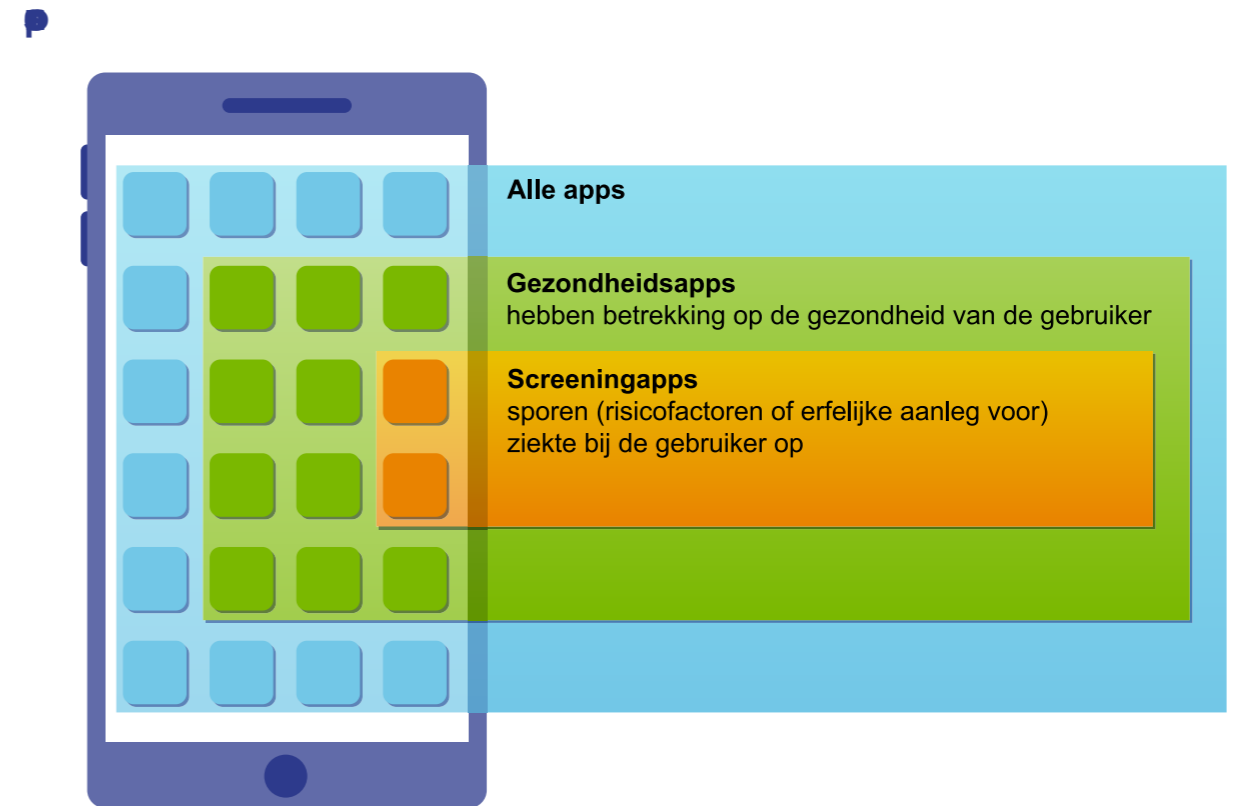 Alle apps
Gezondheidsapps
hebben betrekking op de gezondheid van de gebruiker
Screeningapps
sporen (risicofactoren of erfelijke aanleg voor)
ziekte bij de gebruiker op